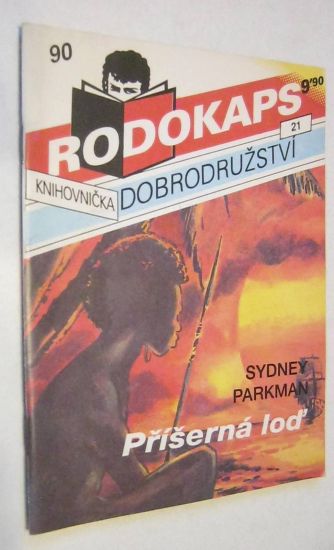 90
RODOKAPS
9'90
21
KNIHOVNIČKA
DOBRODRUŽSTVÍ
SYDNEY
PARKMAN
Příšerná loď